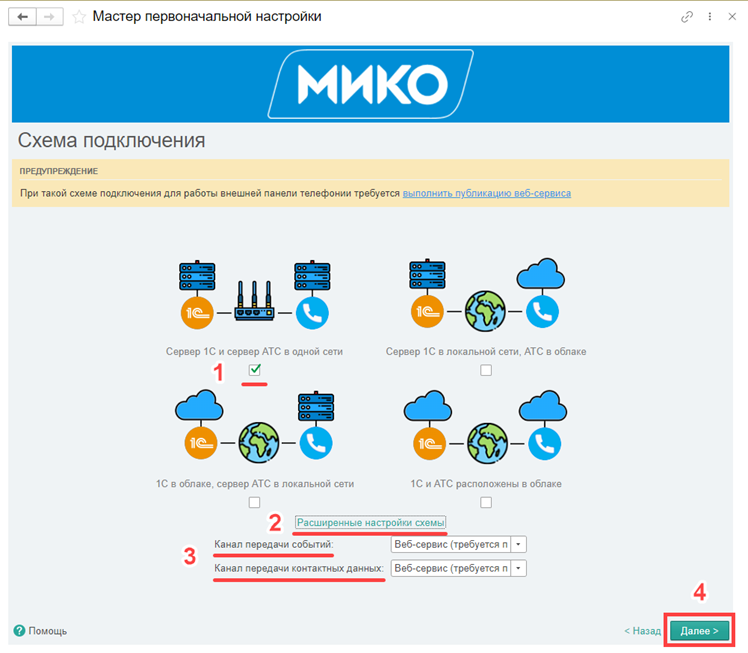 Мастер первоначальной настройки
МИКО
Схема подключения
ПРЕДУПРЕЖДЕНИЕ
При такой схеме подключения для работы внешней панели телефонии требуется выполнить публикацию веб-сервиса
1С 1С
Сервер 1С и сервер АТС в одной сети Сервер 1С в локальной сети, АТС в облаке
1
1С 1С
1С в облаке, сервер АТС в локальной сети 1С и АТС расположены в облаке
2 Расширенные настройки схемы
3 Канал передачи событий: Веб-сервис (требуется п
Канал передачи контактных данных: Веб-сервис (требуется п
4
? Помощь < Назад Далее >